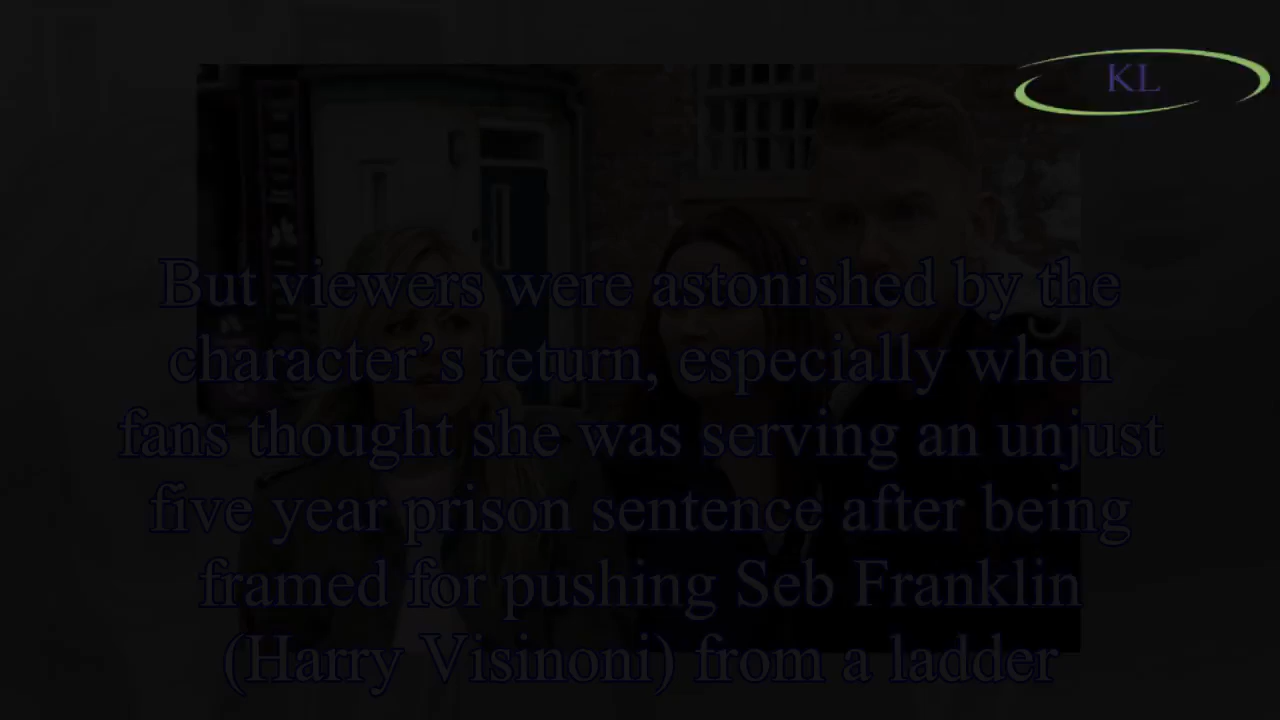 KL
But viewers were astonished by the
character’s return, especially when
fans thought she was serving an unjust
five year prison sentence after being
framed for pushing Seb Franklin
(Harry Visinoni) from a ladder